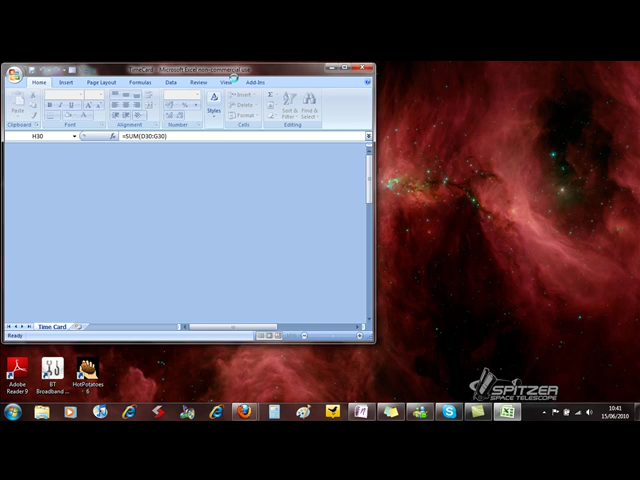 TimeCard - Microsoft Excel non-commercial use
Home Insert Page Layout Formulas Data Review View Add-Ins
Paste
Clipboard
Font
Alignment
Number
Styles
Insert
Delete
Format
Cells
Sort & Filter
Find & Select
Editing
H30 =SUM(D30:G30)
Time Card
Ready
Adobe Reader 9
BT Broadband ...
HotPotatoes 6
SPITZER
SPACE TELESCOPE
10:41
15/06/2010